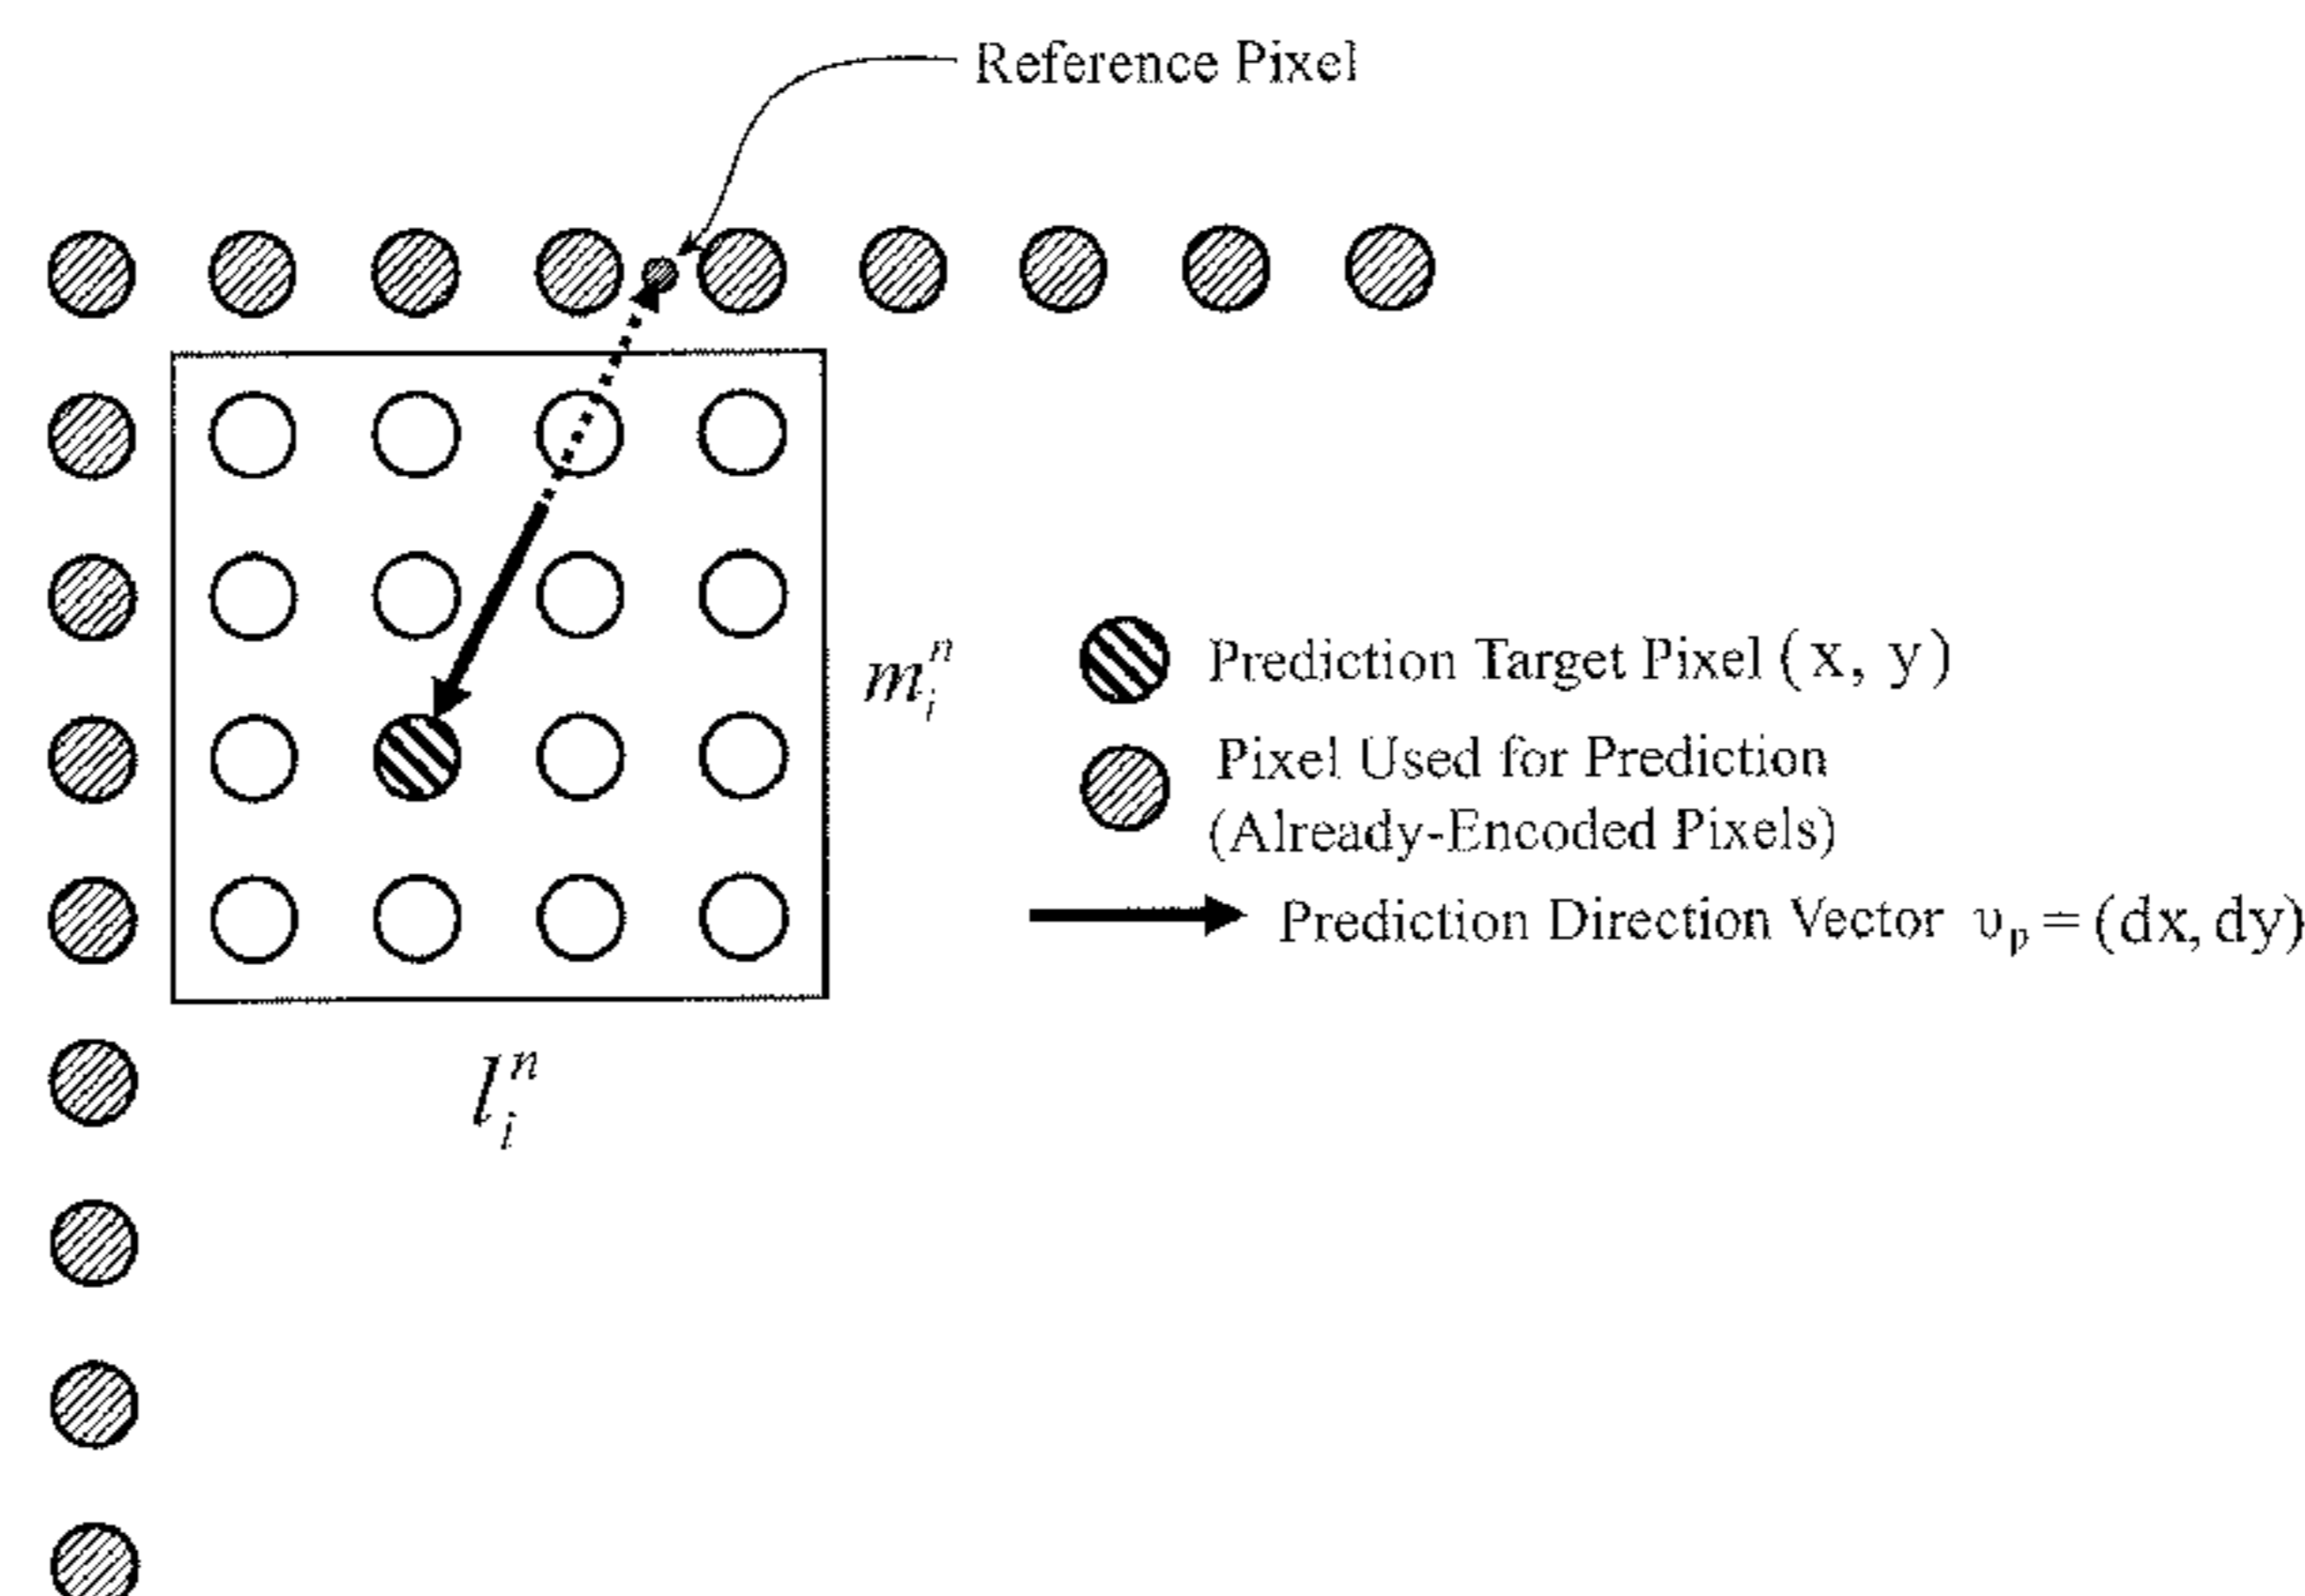 Reference Pixel
m_i^n
Prediction Target Pixel (x, y)
Pixel Used for Prediction
(Already-Encoded Pixels)
Prediction Direction Vector υ_p = (dx, dy)
l_i^n